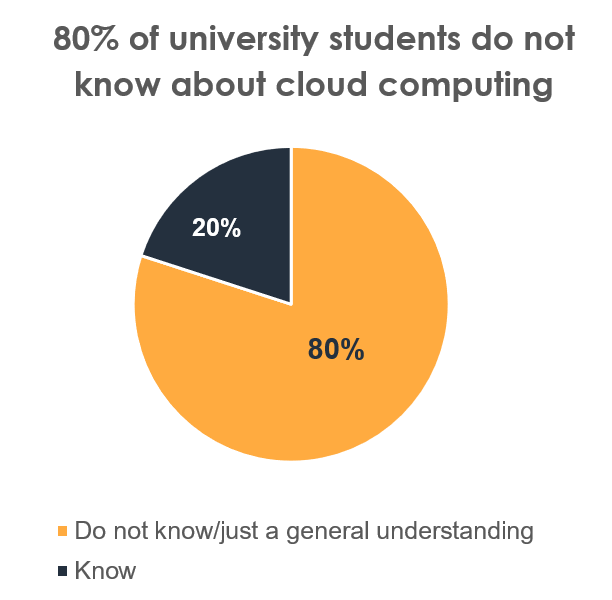 80% of university students do not
know about cloud computing
20%
80%
Do not know/just a general understanding
Know